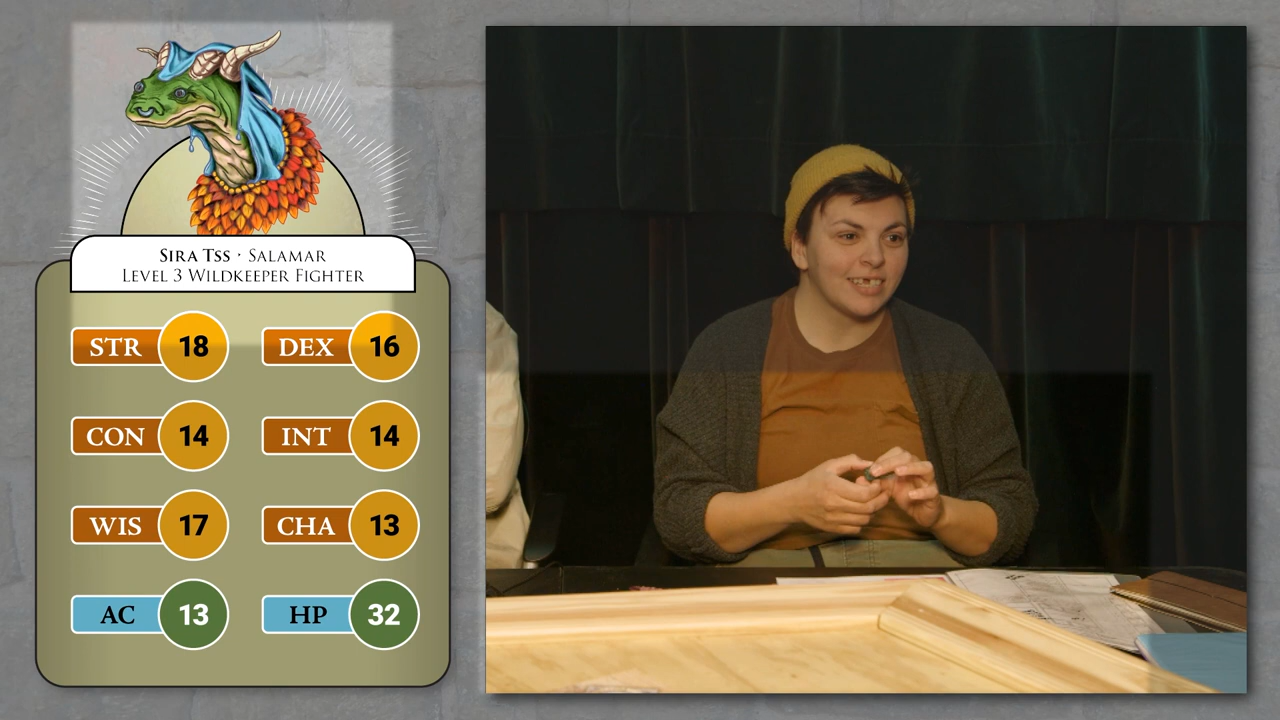 Sira Tss · Salamar
Level 3 Wildkeeper Fighter
STR 18 DEX 16
CON 14 INT 14
WIS 17 CHA 13
AC 13 HP 32